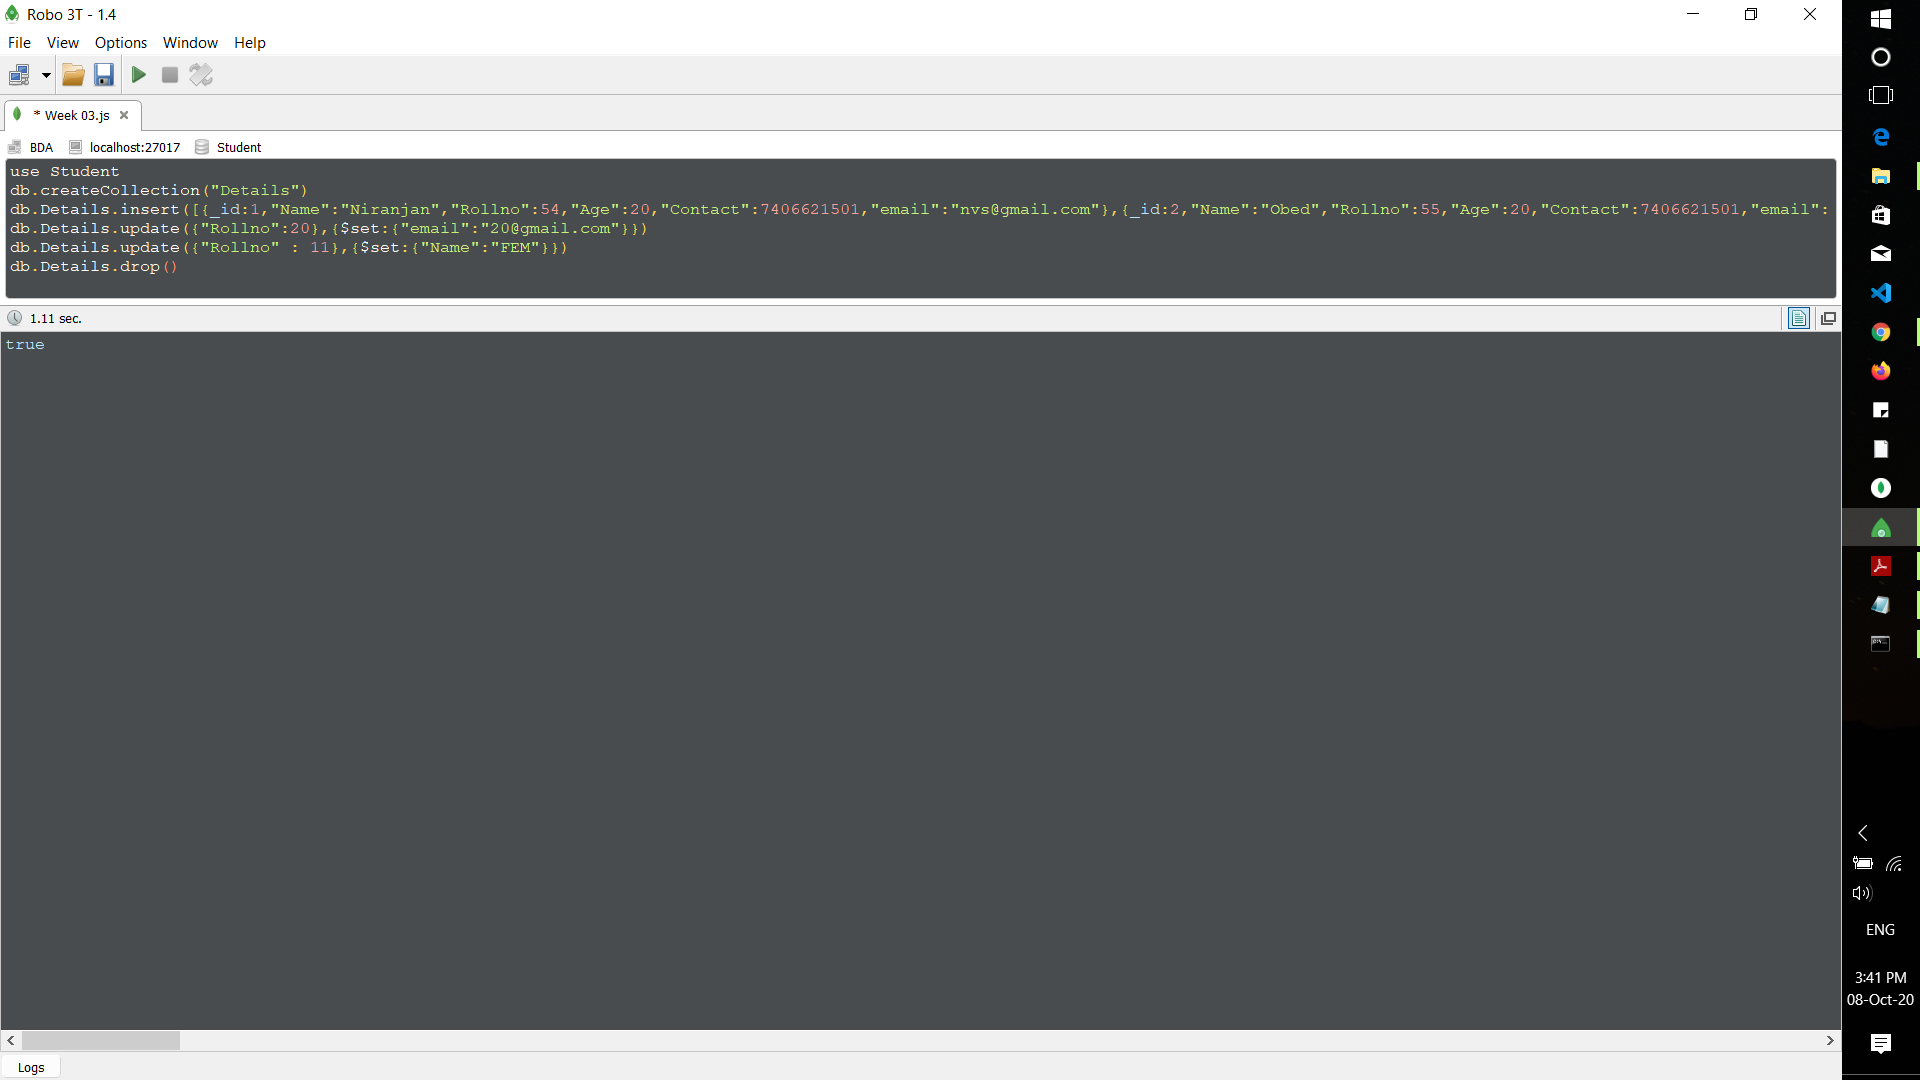 Robo 3T - 1.4
File View Options Window Help
* Week 03.js
BDA localhost:27017 Student
use Student
db.createCollection("Details")
db.Details.insert([{_id:1,"Name":"Niranjan","Rollno":54,"Age":20,"Contact":7406621501,"email":"nvs@gmail.com"},{_id:2,"Name":"Obed","Rollno":55,"Age":20,"Contact":7406621501,"email":
db.Details.update({"Rollno":20},{$set:{"email":"20@gmail.com"}})
db.Details.update({"Rollno" : 11},{$set:{"Name":"FEM"}})
db.Details.drop()
1.11 sec.
true
Logs
ENG
3:41 PM
08-Oct-20